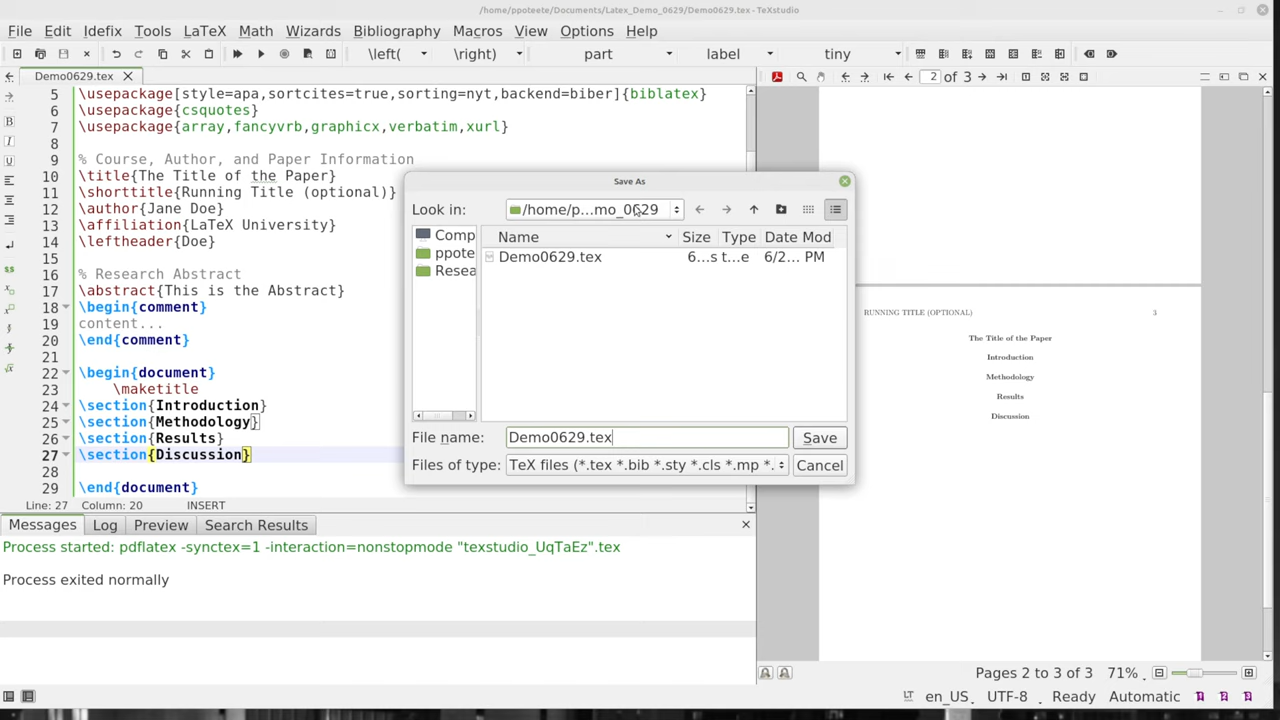 /home/ppoteete/Documents/Latex_Demo_0629/Demo0629.tex - TeXstudio
File Edit Idefix Tools LaTeX Math Wizards Bibliography Macros View Options Help
\left( \right) part label tiny
Demo0629.tex
2 of 3
5 \usepackage[style=apa,sortcites=true,sorting=nyt,backend=biber]{biblatex}
6 \usepackage{csquotes}
7 \usepackage{array,fancyvrb,graphicx,verbatim,xurl}
8
9 % Course, Author, and Paper Information
10 \title{The Title of the Paper}
11 \shorttitle{Running Title (optional)}
12 \author{Jane Doe}
13 \affiliation{LaTeX University}
14 \leftheader{Doe}
15
16 % Research Abstract
17 \abstract{This is the Abstract}
18 \begin{comment}
19 content...
20 \end{comment}
21
22 \begin{document}
23 \maketitle
24 \section{Introduction}
25 \section{Methodology}
26 \section{Results}
27 \section{Discussion}
28
29 \end{document}
Line: 27 Column: 20 INSERT
Save As
Look in: /home/p...mo_0629
Comp
ppote
Resea
Name Size Type Date Mod
Demo0629.tex 6...s t...e 6/2... PM
File name: Demo0629.tex Save
Files of type: TeX files (*.tex *.bib *.sty *.cls *.mp *. Cancel
RUNNING TITLE (OPTIONAL) 3
The Title of the Paper
Introduction
Methodology
Results
Discussion
Messages Log Preview Search Results
Process started: pdflatex -synctex=1 -interaction=nonstopmode "texstudio_UqTaEz".tex
Process exited normally
Pages 2 to 3 of 3 71%
en_US UTF-8 Ready Automatic